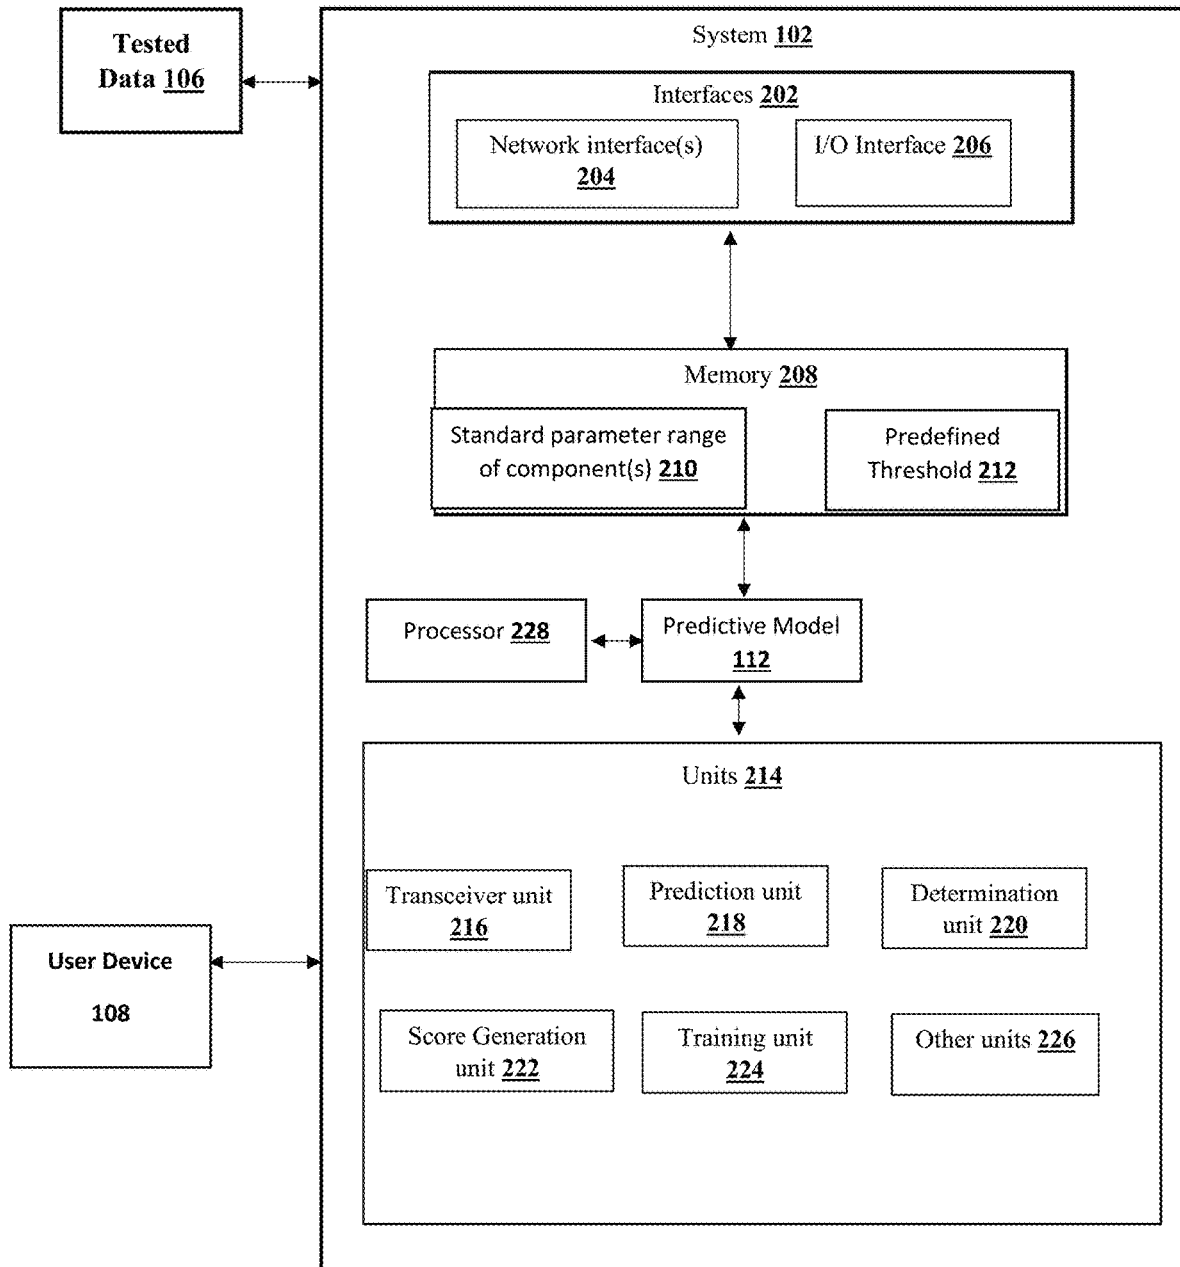 Tested
Data 106
System 102
Interfaces 202
Network interface(s)
204
I/O Interface 206
Memory 208
Standard parameter range
of component(s) 210
Predefined
Threshold 212
Processor 228
Predictive Model
112
Units 214
Transceiver unit
216
Prediction unit
218
Determination
unit 220
User Device
108
Score Generation
unit 222
Training unit
224
Other units 226